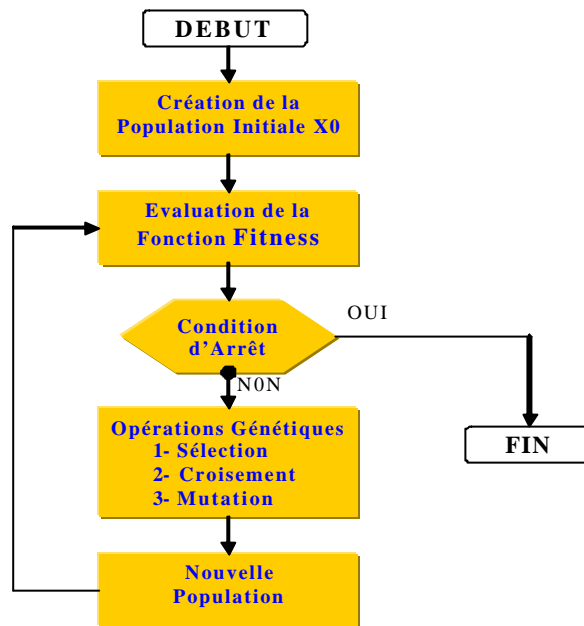 DEBUT
Création de la
Population Initiale X0
Evaluation de la
Fonction Fitness
Condition
d'Arrêt
OUI
N0N
Opérations Génétiques
1- Sélection
2- Croisement
3- Mutation
FIN
Nouvelle
Population